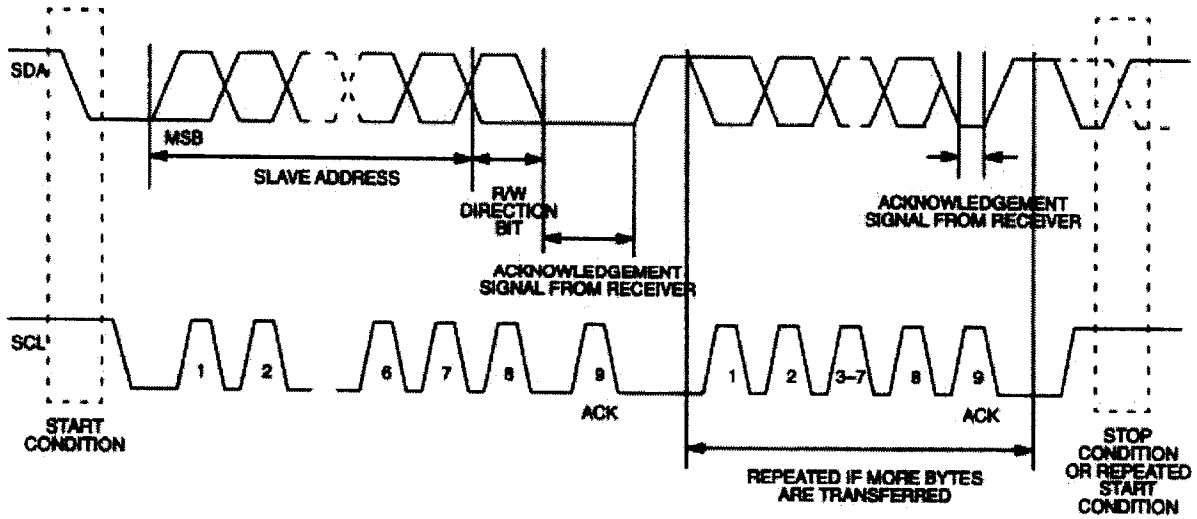 SDA
MSB
SLAVE ADDRESS
R/W
DIRECTION
BIT
ACKNOWLEDGEMENT
SIGNAL FROM RECEIVER
ACKNOWLEDGEMENT
SIGNAL FROM RECEIVER
SCL
1 2 6 7 8 9 1 2 3–7 8 9
ACK
ACK
START
CONDITION
REPEATED IF MORE BYTES
ARE TRANSFERRED
STOP
CONDITION
OR REPEATED
START
CONDITION